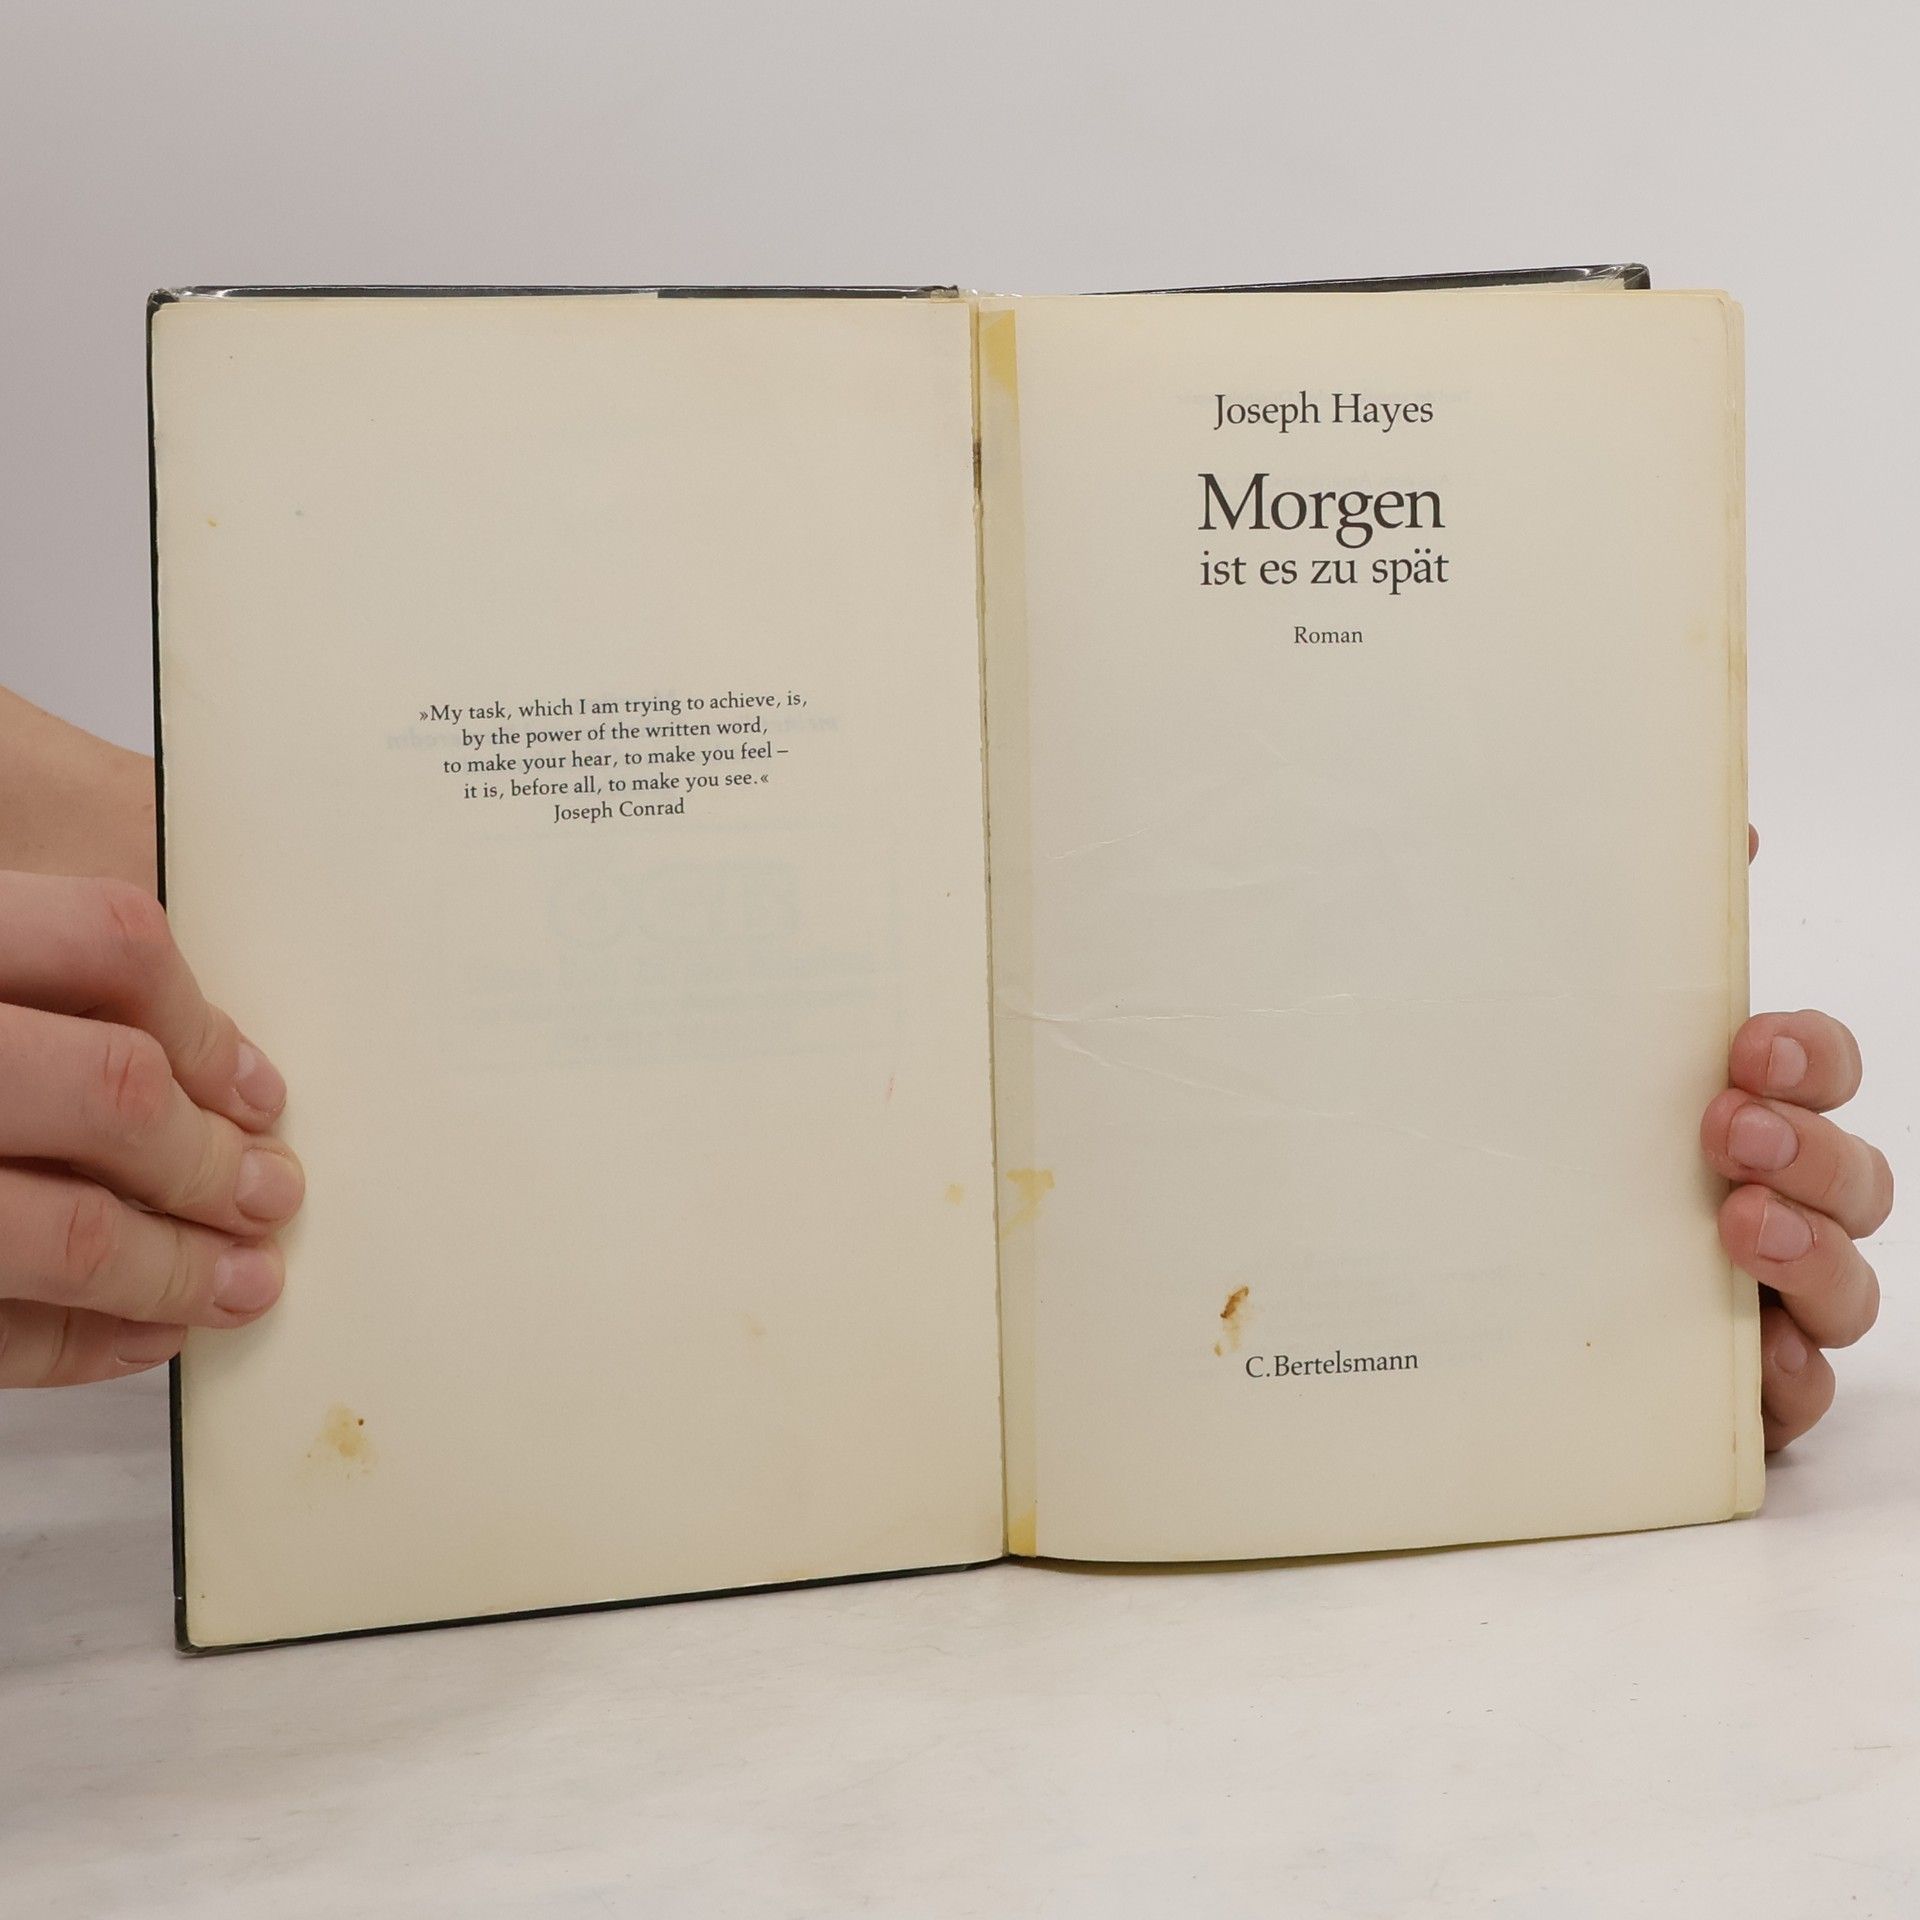 »My task, which I am trying to achieve, is,
by the power of the written word,
to make your hear, to make you feel –
it is, before all, to make you see.«
Joseph Conrad
Joseph Hayes
Morgen
ist es zu spät
Roman
C.Bertelsmann